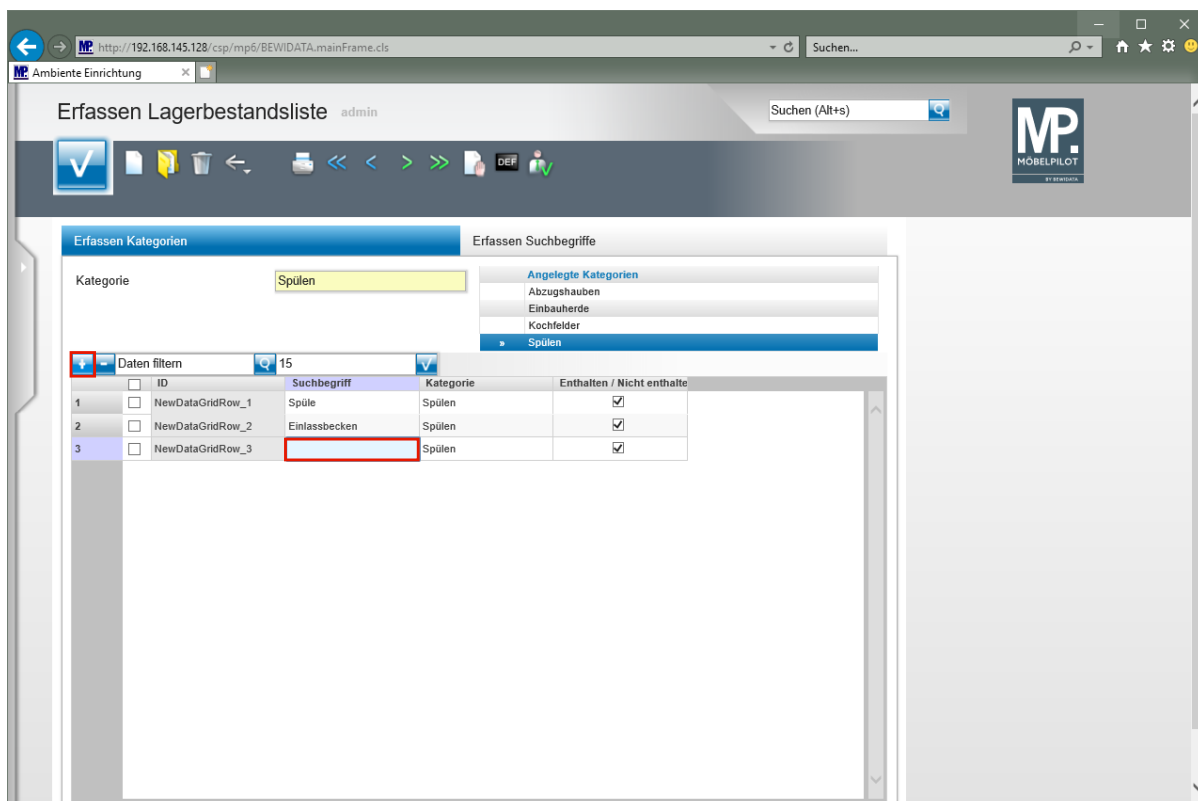 http://192.168.145.128/csp/mp6/BEWIDATA.mainFrame.cls
Suchen...
MP. Ambiente Einrichtung
Erfassen Lagerbestandsliste admin
Suchen (Alt+s)
MP.
MÖBELPILOT
BY BEWIDATA
DEF
Erfassen Kategorien
Erfassen Suchbegriffe
Kategorie
Spülen
Angelegte Kategorien
Abzugshauben
Einbauherde
Kochfelder
» Spülen
+ - Daten filtern 15
ID Suchbegriff Kategorie Enthalten / Nicht enthalte
1 NewDataGridRow_1 Spüle Spülen
2 NewDataGridRow_2 Einlassbecken Spülen
3 NewDataGridRow_3 Spülen